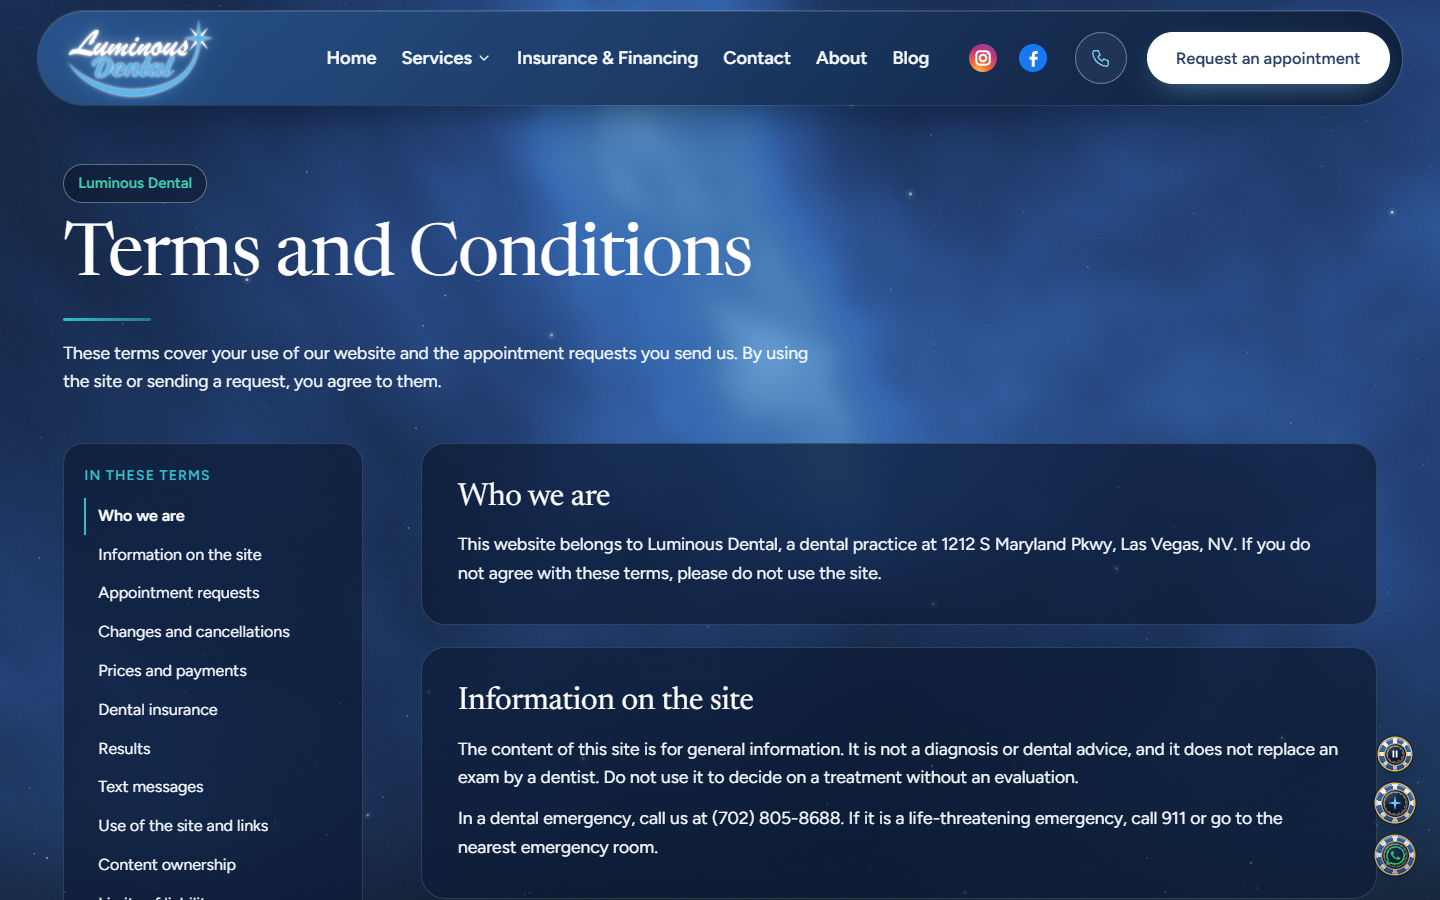 Luminous
Dental
Home
Services
Insurance & Financing
Contact
About
Blog
Request an appointment
Luminous Dental
Terms and Conditions
These terms cover your use of our website and the appointment requests you send us. By using
the site or sending a request, you agree to them.
IN THESE TERMS
Who we are
Information on the site
Appointment requests
Changes and cancellations
Prices and payments
Dental insurance
Results
Text messages
Use of the site and links
Content ownership
Who we are
This website belongs to Luminous Dental, a dental practice at 1212 S Maryland Pkwy, Las Vegas, NV. If you do
not agree with these terms, please do not use the site.
Information on the site
The content of this site is for general information. It is not a diagnosis or dental advice, and it does not replace an
exam by a dentist. Do not use it to decide on a treatment without an evaluation.
In a dental emergency, call us at (702) 805-8688. If it is a life-threatening emergency, call 911 or go to the
nearest emergency room.